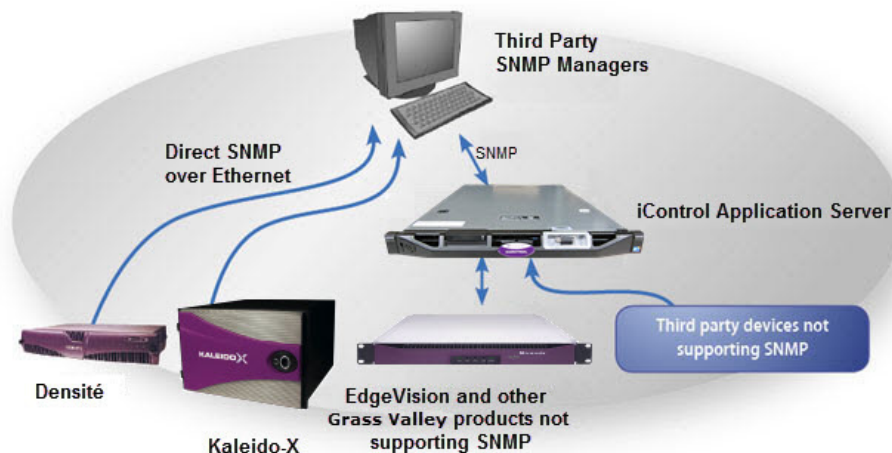 Third Party
SNMP Managers
Direct SNMP
over Ethernet
SNMP
iControl Application Server
Third party devices not
supporting SNMP
KALEIDOX
Densité
EdgeVision and other
Grass Valley products not
supporting SNMP
Kaleido-X